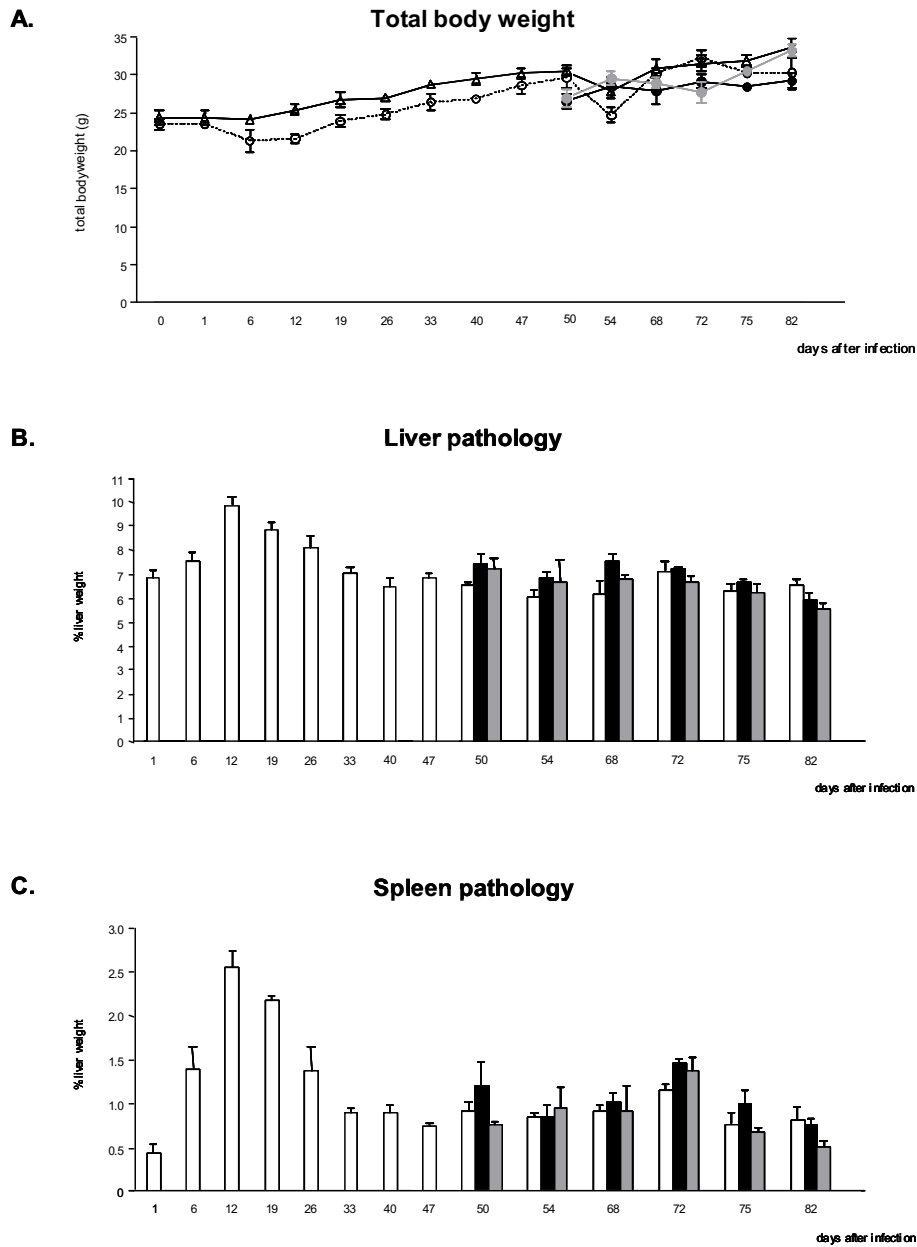 A.
Total body weight
35
30
25
20
15
10
5
0
total bodyweight (g)
0 1 6 12 19 26 33 40 47 50 54 68 72 75 82
days after infection
B.
Liver pathology
11
10
9
8
7
6
5
4
3
2
1
0
% liver weight
1 6 12 19 26 33 40 47 50 54 68 72 75 82
days after infection
C.
Spleen pathology
3.0
2.5
2.0
1.5
1.0
0.5
0
% liver weight
1 6 12 19 26 33 40 47 50 54 68 72 75 82
days after infection